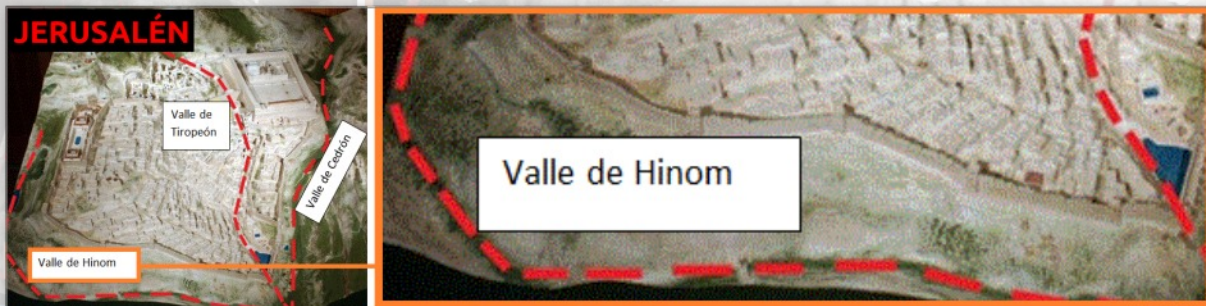 JERUSALÉN
Valle de
Tiropeón
Valle de Cedrón
Valle de Hinom
Valle de Hinom